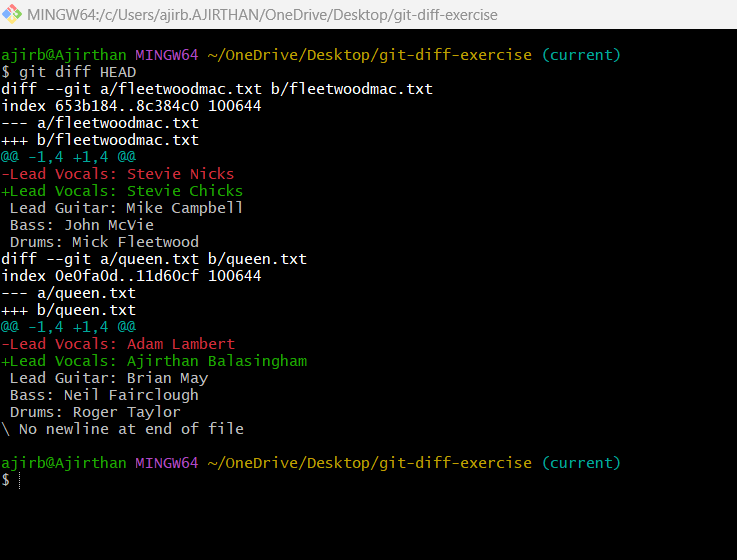 MINGW64:/c/Users/ajirb.AJIRTHAN/OneDrive/Desktop/git-diff-exercise
ajirb@Ajirthan MINGW64 ~/OneDrive/Desktop/git-diff-exercise (current)
$ git diff HEAD
diff --git a/fleetwoodmac.txt b/fleetwoodmac.txt
index 653b184..8c384c0 100644
--- a/fleetwoodmac.txt
+++ b/fleetwoodmac.txt
@@ -1,4 +1,4 @@
-Lead Vocals: Stevie Nicks
+Lead Vocals: Stevie Chicks
 Lead Guitar: Mike Campbell
 Bass: John McVie
 Drums: Mick Fleetwood
diff --git a/queen.txt b/queen.txt
index 0e0fa0d..11d60cf 100644
--- a/queen.txt
+++ b/queen.txt
@@ -1,4 +1,4 @@
-Lead Vocals: Adam Lambert
+Lead Vocals: Ajirthan Balasingham
 Lead Guitar: Brian May
 Bass: Neil Fairclough
 Drums: Roger Taylor
\ No newline at end of file
ajirb@Ajirthan MINGW64 ~/OneDrive/Desktop/git-diff-exercise (current)
$